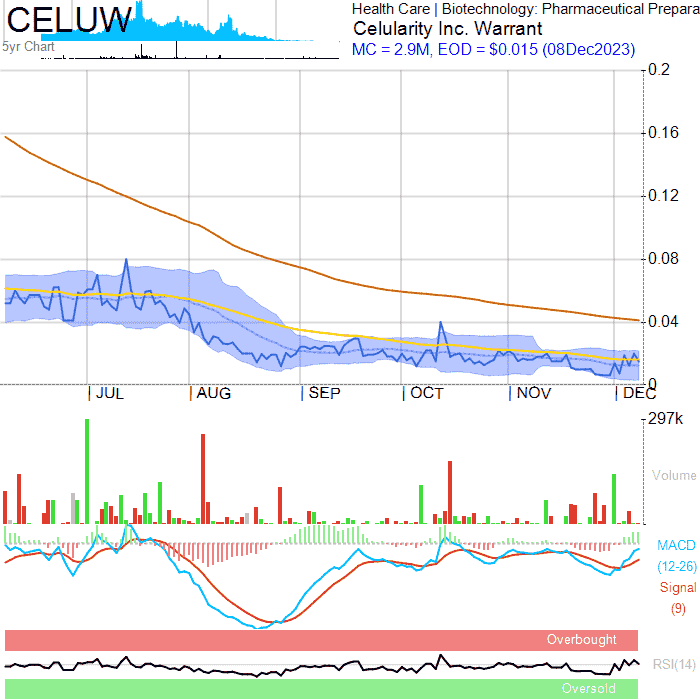 CELUW
Health Care | Biotechnology: Pharmaceutical Prepara
Celularity Inc. Warrant
5yr Chart
MC = 2.9M, EOD = $0.015 (08Dec2023)
0.2
0.16
0.12
0.08
0.04
0
JUL
AUG
SEP
OCT
NOV
DEC
297k
Volume
MACD
(12-26)
Signal
(9)
Overbought
RSI(14)
Oversold